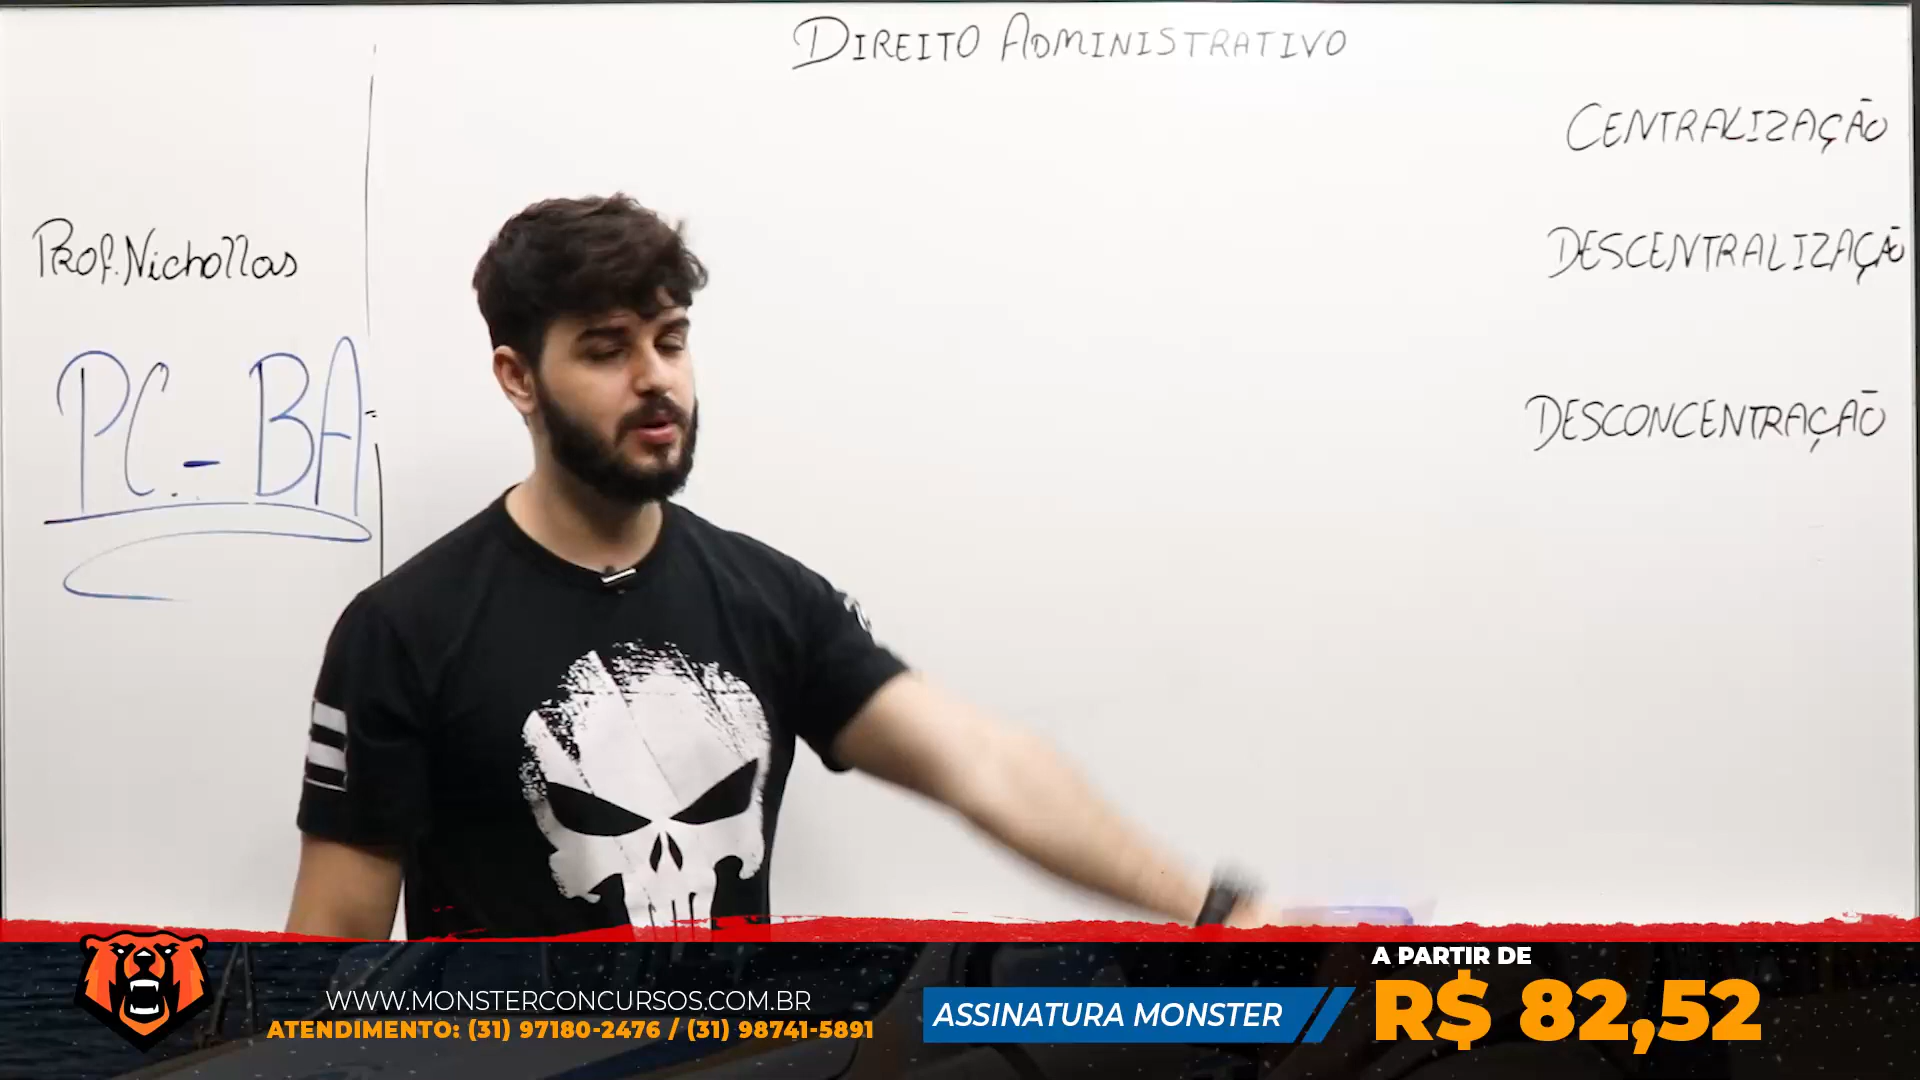 DIREITO ADMINISTRATIVO
CENTRALIZAÇÃO
Prof. Nichollas
DESCENTRALIZAÇÃO
PC-BA
DESCONCENTRAÇÃO
A PARTIR DE
WWW.MONSTERCONCURSOS.COM.BR
ASSINATURA MONSTER
R$ 82,52
ATENDIMENTO: (31) 97180-2476 / (31) 98741-5891